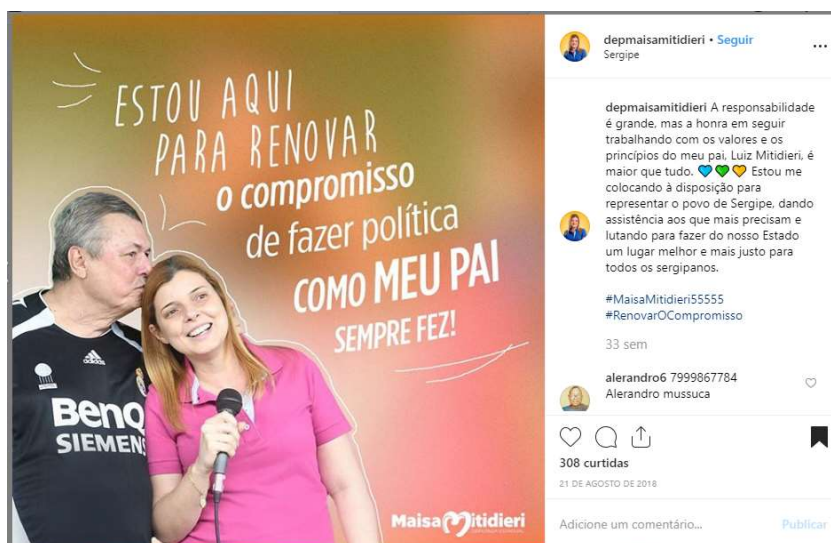 ESTOU AQUI
PARA RENOVAR
o compromisso
de fazer política
COMO MEU PAI
SEMPRE FEZ!
adidas
BenQ
SIEMENS
Maisa Mitidieri
depmaisamitidieri • Seguir
Sergipe
depmaisamitidieri A responsabilidade
é grande, mas a honra em seguir
trabalhando com os valores e os
princípios do meu pai, Luiz Mitidieri, é
maior que tudo. 💙💚💛 Estou me
colocando à disposição para
representar o povo de Sergipe, dando
assistência aos que mais precisam e
lutando para fazer do nosso Estado
um lugar melhor e mais justo para
todos os sergipanos.
#MaisaMitidieri55555
#RenovarOCompromisso
33 sem
alerandro6 7999867784
Alerandro mussuca
308 curtidas
21 DE AGOSTO DE 2018
Adicione um comentário... Publicar